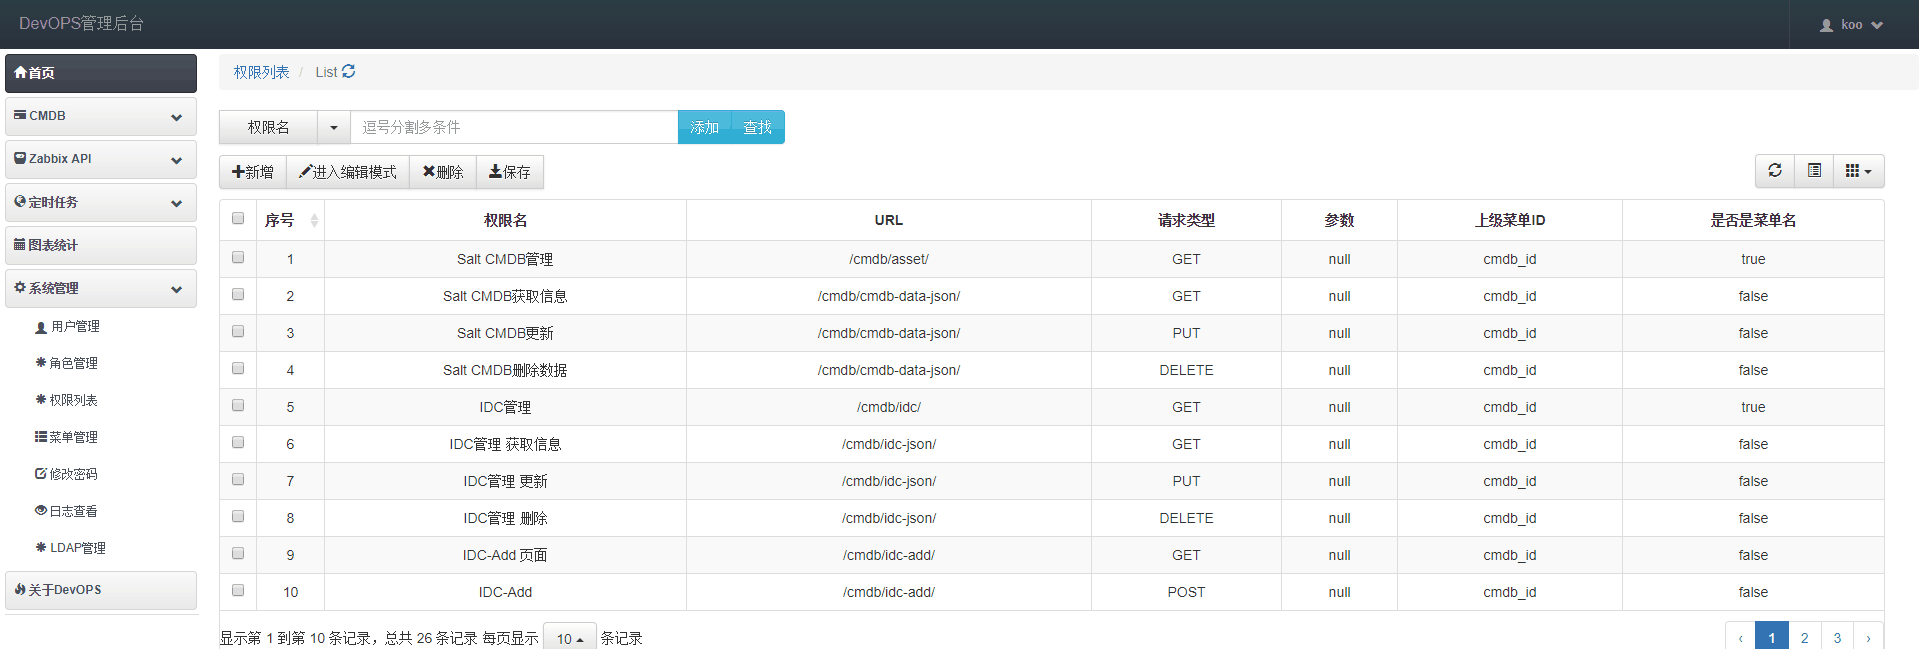 DevOPS管理后台
koo
首页
CMDB
Zabbix API
定时任务
图表统计
系统管理
用户管理
角色管理
权限列表
菜单管理
修改密码
日志查看
LDAP管理
关于DevOPS
权限列表 / List
权限名 逗号分割多条件 添加 查找
新增 进入编辑模式 删除 保存
序号 权限名 URL 请求类型 参数 上级菜单ID 是否是菜单名
1 Salt CMDB管理 /cmdb/asset/ GET null cmdb_id true
2 Salt CMDB获取信息 /cmdb/cmdb-data-json/ GET null cmdb_id false
3 Salt CMDB更新 /cmdb/cmdb-data-json/ PUT null cmdb_id false
4 Salt CMDB删除数据 /cmdb/cmdb-data-json/ DELETE null cmdb_id false
5 IDC管理 /cmdb/idc/ GET null cmdb_id true
6 IDC管理 获取信息 /cmdb/idc-json/ GET null cmdb_id false
7 IDC管理 更新 /cmdb/idc-json/ PUT null cmdb_id false
8 IDC管理 删除 /cmdb/idc-json/ DELETE null cmdb_id false
9 IDC-Add 页面 /cmdb/idc-add/ GET null cmdb_id false
10 IDC-Add /cmdb/idc-add/ POST null cmdb_id false
显示第 1 到第 10 条记录，总共 26 条记录 每页显示 10 条记录
‹ 1 2 3 ›